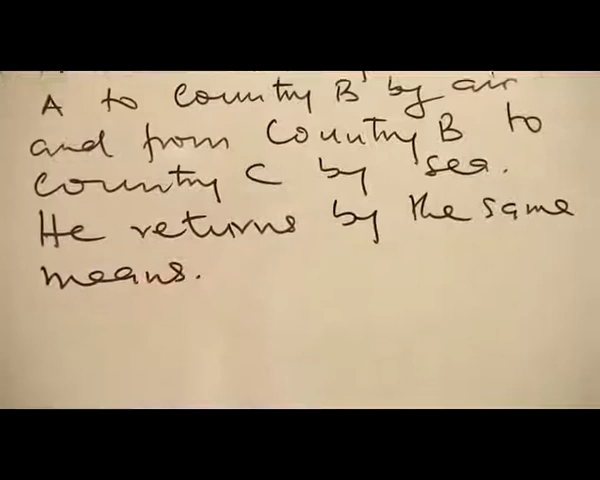 A to country B by air
and from Country B to
country C by sea.
He returns by the same
means.